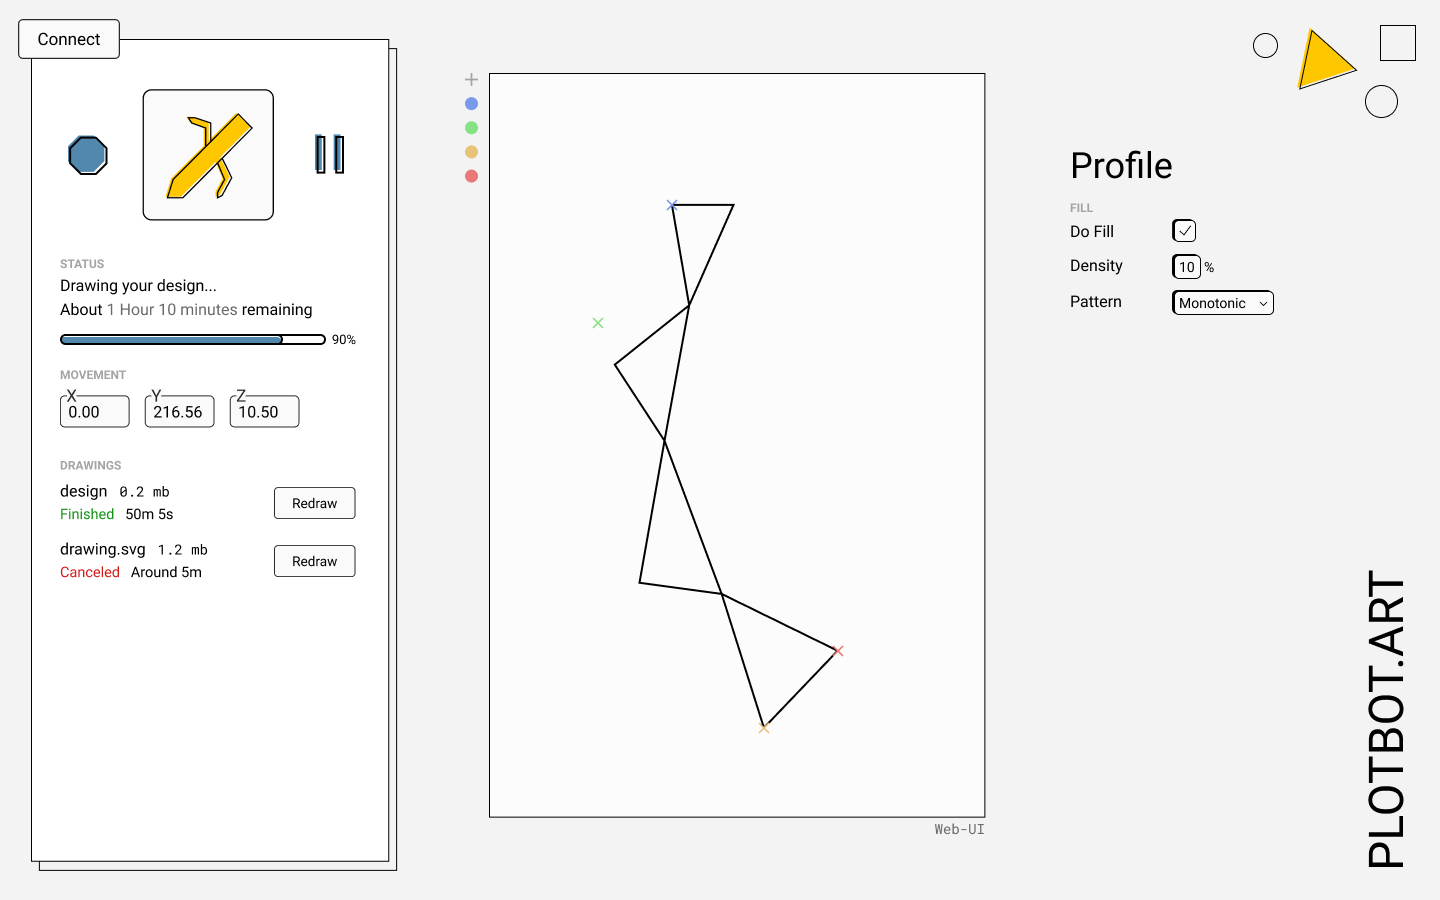 Connect
STATUS
Drawing your design...
About 1 Hour 10 minutes remaining
90%
MOVEMENT
X Y Z
0.00 216.56 10.50
DRAWINGS
design 0.2 mb
Finished 50m 5s
Redraw
drawing.svg 1.2 mb
Canceled Around 5m
Redraw
Web-UI
Profile
FILL
Do Fill
Density 10 %
Pattern Monotonic
PLOTBOT.ART